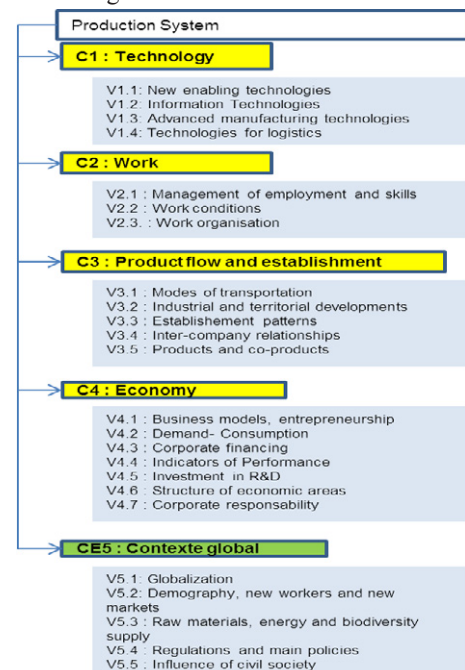 Production System
C1 : Technology
V1.1: New enabling technologies
V1.2: Information Technologies
V1.3: Advanced manufacturing technologies
V1.4: Technologies for logistics
C2 : Work
V2.1 : Management of employment and skills
V2.2 : Work conditions
V2.3. : Work organisation
C3 : Product flow and establishment
V3.1 : Modes of transportation
V3.2 : Industrial and territorial developments
V3.3 : Establishement patterns
V3.4 : Inter-company relationships
V3.5 : Products and co-products
C4 : Economy
V4.1 : Business models, entrepreneurship
V4.2 : Demand- Consumption
V4.3 : Corporate financing
V4.4 : Indicators of Performance
V4.5 : Investment in R&D
V4.6 : Structure of economic areas
V4.7 : Corporate responsability
CE5 : Contexte global
V5.1: Globalization
V5.2: Demography, new workers and new
markets
V5.3 : Raw materials, energy and biodiversity
supply
V5.4 : Regulations and main policies
V5.5 : Influence of civil society